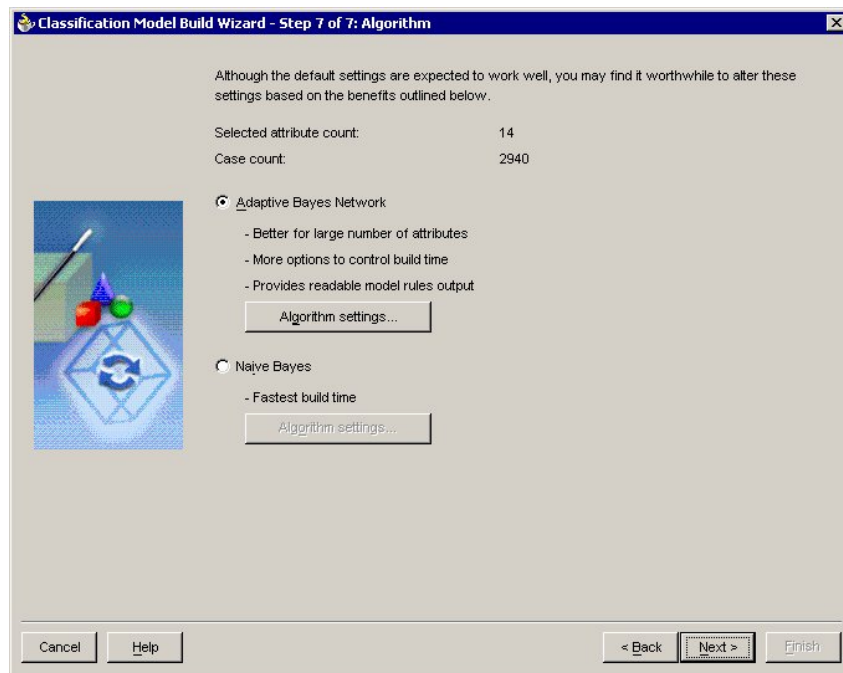 Classification Model Build Wizard - Step 7 of 7: Algorithm
Although the default settings are expected to work well, you may find it worthwhile to alter these
settings based on the benefits outlined below.
Selected attribute count: 14
Case count: 2940
Adaptive Bayes Network
- Better for large number of attributes
- More options to control build time
- Provides readable model rules output
Algorithm settings...
Naive Bayes
- Fastest build time
Algorithm settings...
Cancel Help < Back Next > Finish